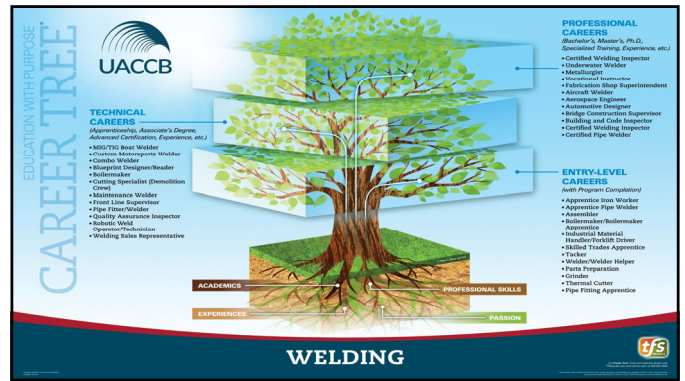 EDUCATION WITH PURPOSE
CAREER TREE
UACCB
PROFESSIONAL
CAREERS
(Bachelor's, Master's, Ph.D.,
Specialized Training, Experience, etc.)
• Certified Welding Inspector
• Underwater Welder
• Metallurgist
• Vocational Instructor
• Fabrication Shop Superintendent
• Aircraft Welder
• Aerospace Engineer
• Automotive Designer
• Bridge Construction Supervisor
• Building and Code Inspector
• Certified Welding Inspector
• Certified Pipe Welder
TECHNICAL
CAREERS
(Apprenticeship, Associate's Degree,
Advanced Certification, Experience, etc.)
• MIG/TIG Boat Welder
• Custom Motorsports Welder
• Combo Welder
• Blueprint Designer/Reader
• Boilermaker
• Cutting Specialist (Demolition
Crew)
• Maintenance Welder
• Front Line Supervisor
• Pipe Fitter/Welder
• Quality Assurance Inspector
• Robotic Weld
Operator/Technician
• Welding Sales Representative
ENTRY-LEVEL
CAREERS
(with Program Completion)
• Apprentice Iron Worker
• Apprentice Pipe Welder
• Assembler
• Boilermaker/Boilermaker
Apprentice
• Industrial Material
Handler/Forklift Driver
• Skilled Trades Apprentice
• Tacker
• Welder/Welder Helper
• Parts Preparation
• Grinder
• Thermal Cutter
• Pipe Fitting Apprentice
ACADEMICS
PROFESSIONAL SKILLS
EXPERIENCES
PASSION
WELDING
tfs